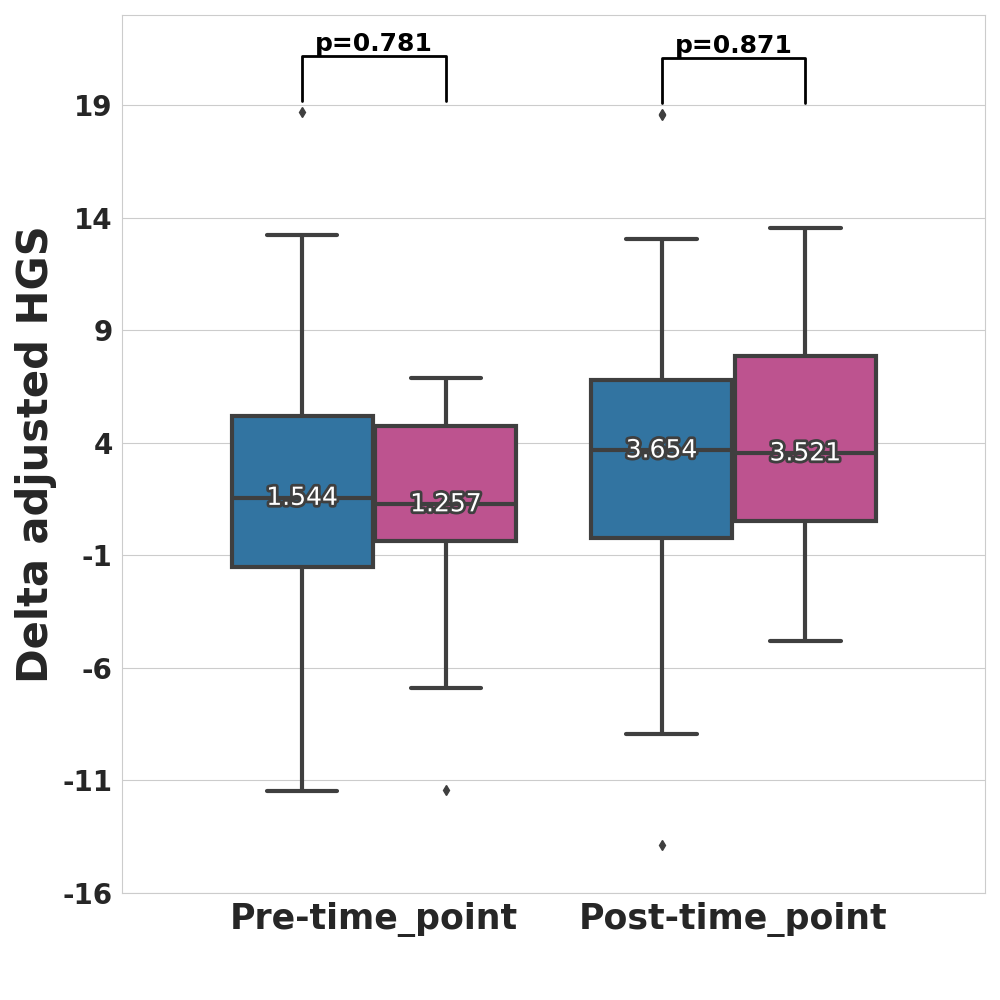 p=0.781
p=0.871
Delta adjusted HGS
19
14
9
4
-1
-6
-11
-16
1.544
1.257
3.654
3.521
Pre-time_point
Post-time_point